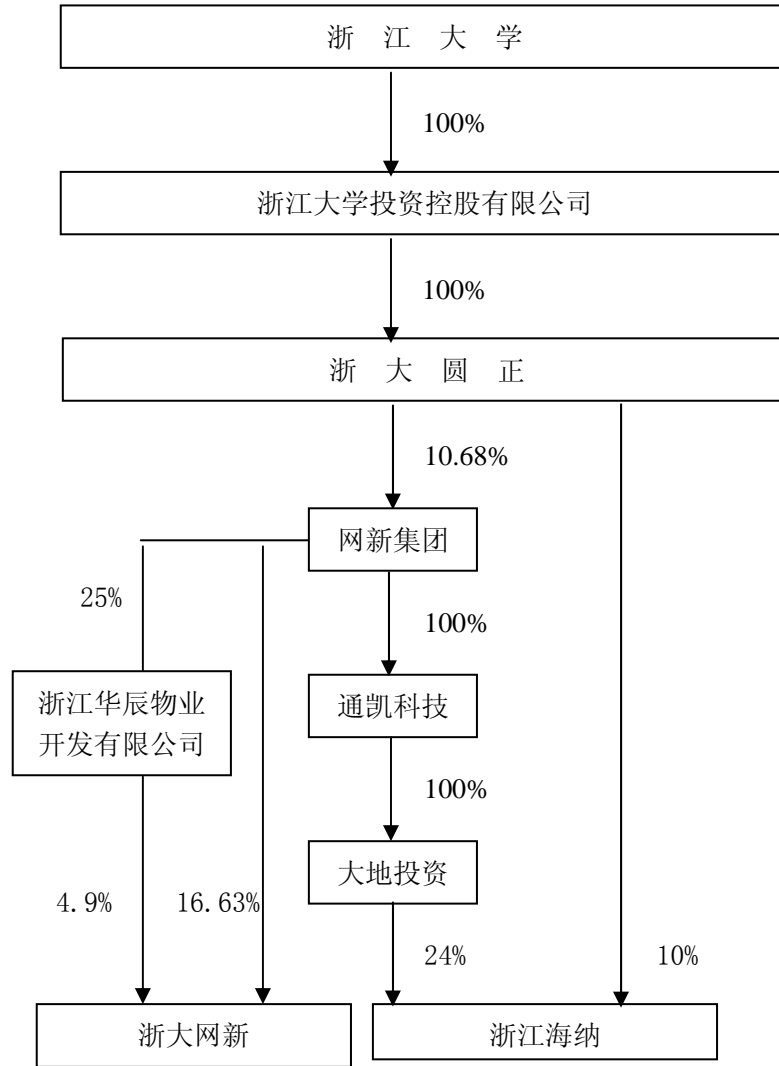 浙 江 大 学
100%
浙江大学投资控股有限公司
100%
浙 大 圆 正
10.68%
网新集团
25%
100%
浙江华辰物业
开发有限公司
通凯科技
100%
大地投资
4.9%
16.63%
24%
10%
浙大网新
浙江海纳